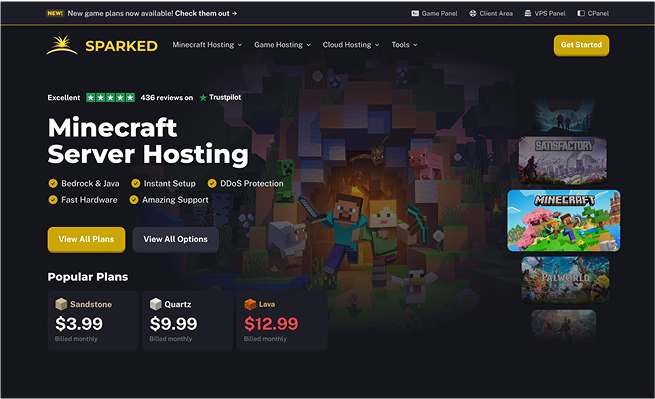 NEW! New game plans now available! Check them out →
Game Panel Client Area VPS Panel CPanel
SPARKED Minecraft Hosting Game Hosting Cloud Hosting Tools Get Started
Excellent 436 reviews on Trustpilot
Minecraft
Server Hosting
Bedrock & Java Instant Setup DDoS Protection
Fast Hardware Amazing Support
View All Plans View All Options
Popular Plans
Sandstone
$3.99
Billed monthly
Quartz
$9.99
Billed monthly
Lava
$12.99
Billed monthly
SATISFACTORY
MINECRAFT
PALWORLD